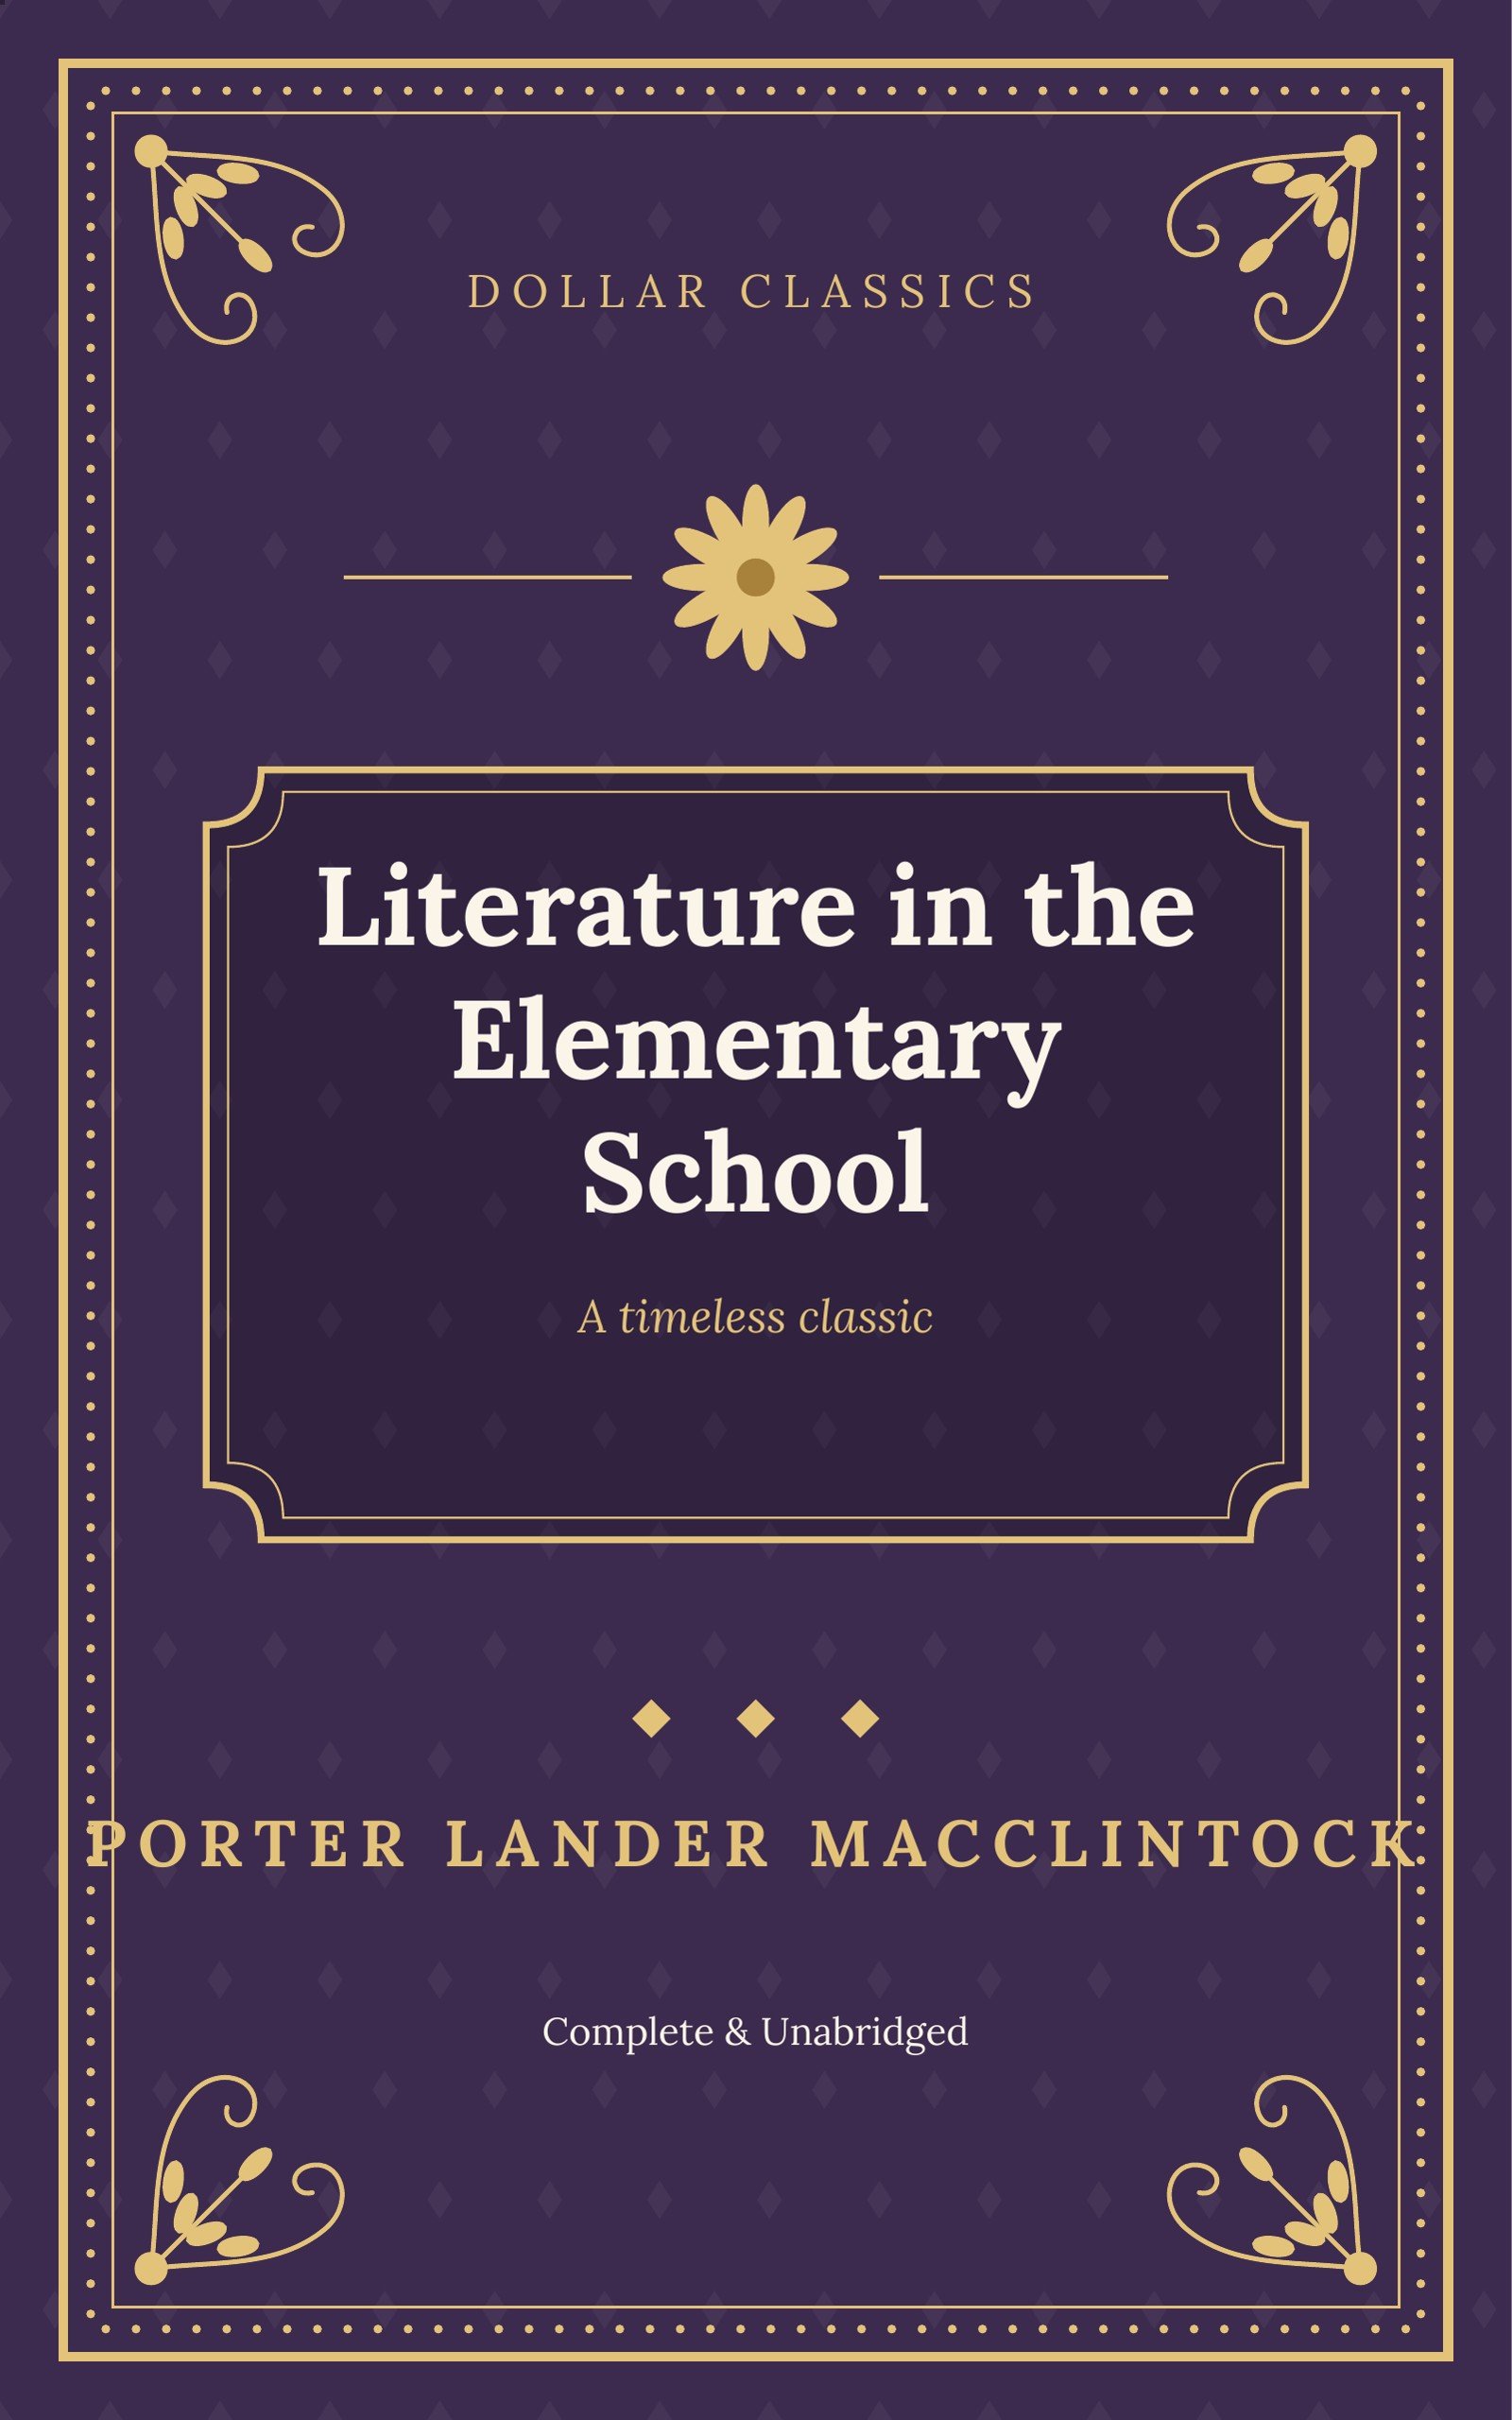 DOLLAR CLASSICS
Literature in the
Elementary
School
A timeless classic
PORTER LANDER MACCLINTOCK
Complete & Unabridged